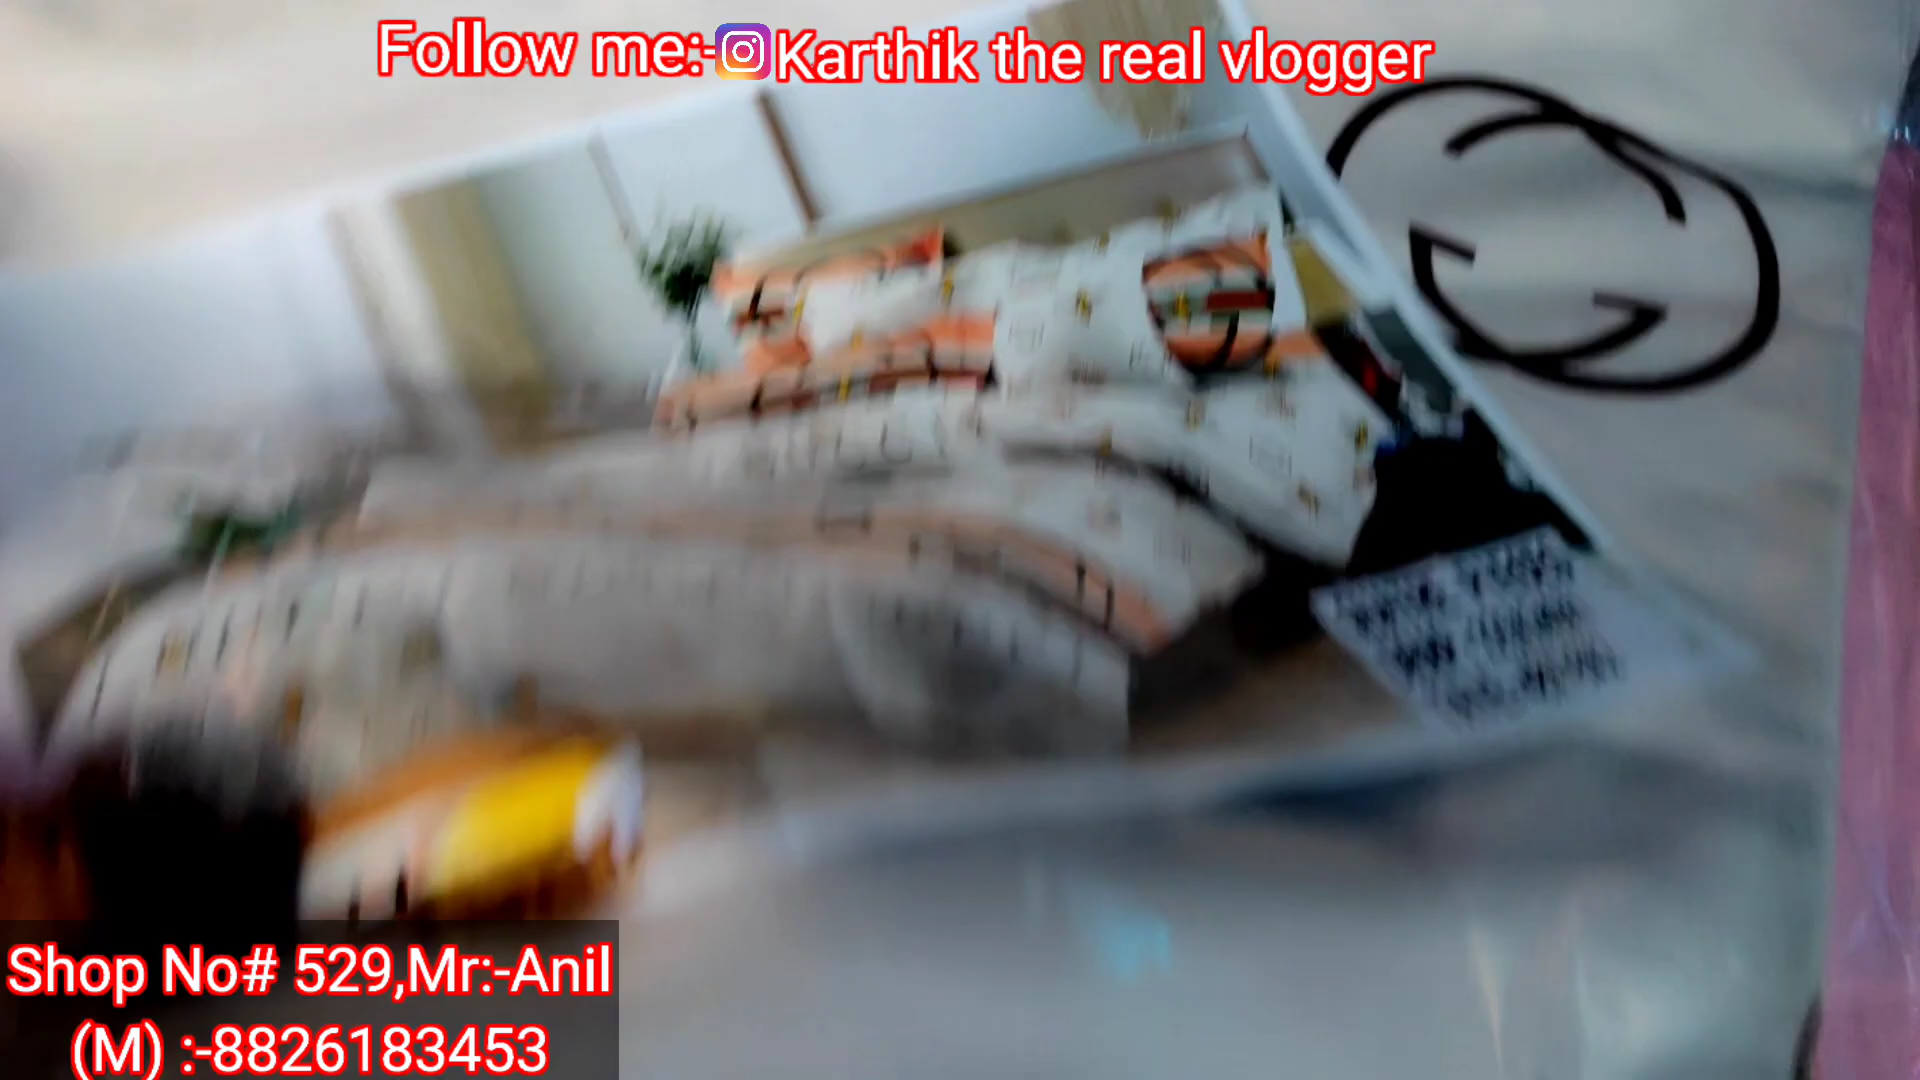 Follow me:- Karthik the real vlogger
Shop No# 529,Mr:-Anil
(M) :-8826183453